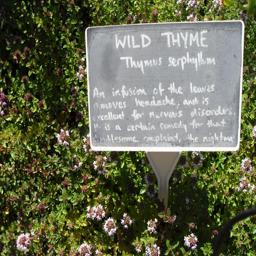 WILD THYME
Thymus serphyllum
An infusion of the leaves
removes headache, and is
excellent for nervous disorders.
It is a certain remedy for that
troublesome complaint, the nightmare